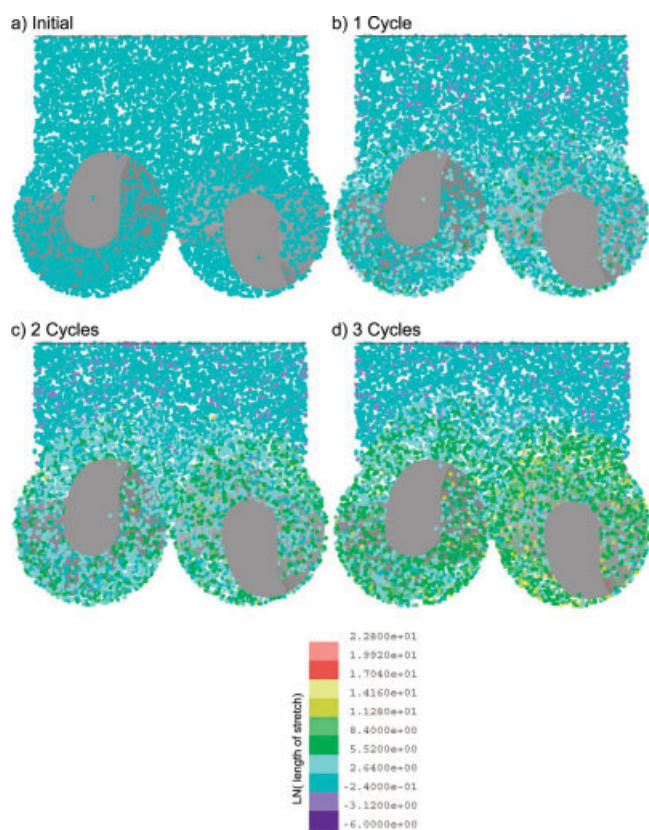 a) Initial
b) 1 Cycle
c) 2 Cycles
d) 3 Cycles
LN( length of stretch)
2.2800e+01
1.9920e+01
1.7040e+01
1.4160e+01
1.1280e+01
8.4000e+00
5.5200e+00
2.6400e+00
-2.4000e-01
-3.1200e+00
-6.0000e+00